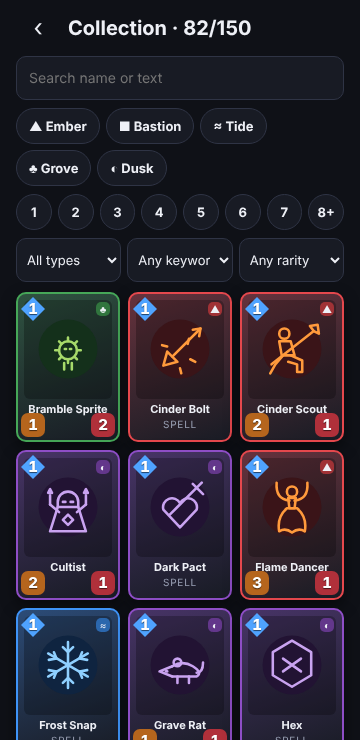 Collection · 82/150
Search name or text
Ember
Bastion
Tide
Grove
Dusk
1 2 3 4 5 6 7 8+
All types
Any keywor
Any rarity
1
Bramble Sprite
1 2
1
Cinder Bolt
SPELL
1
Cinder Scout
2 1
1
Cultist
2 1
1
Dark Pact
SPELL
1
Flame Dancer
3 1
1
Frost Snap
SPELL
1
Grave Rat
1 1
1
Hex
SPELL